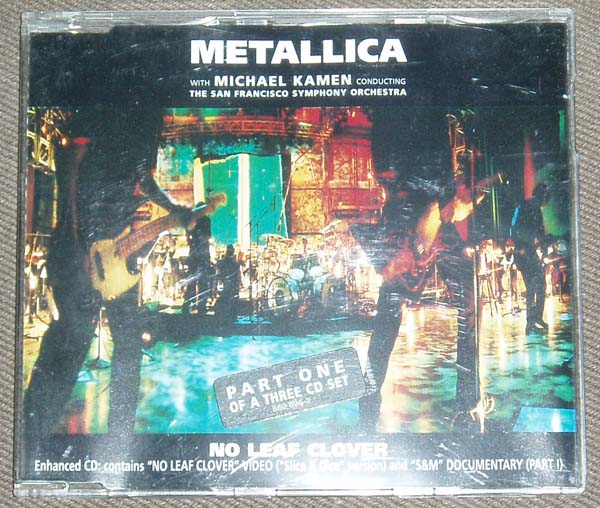 METALLICA
WITH MICHAEL KAMEN CONDUCTING
THE SAN FRANCISCO SYMPHONY ORCHESTRA
PART ONE
OF A THREE CD SET
NO LEAF CLOVER
Enhanced CD: contains "NO LEAF CLOVER" VIDEO ("Slice & Dice" version) and "S&M" DOCUMENTARY (PART I)